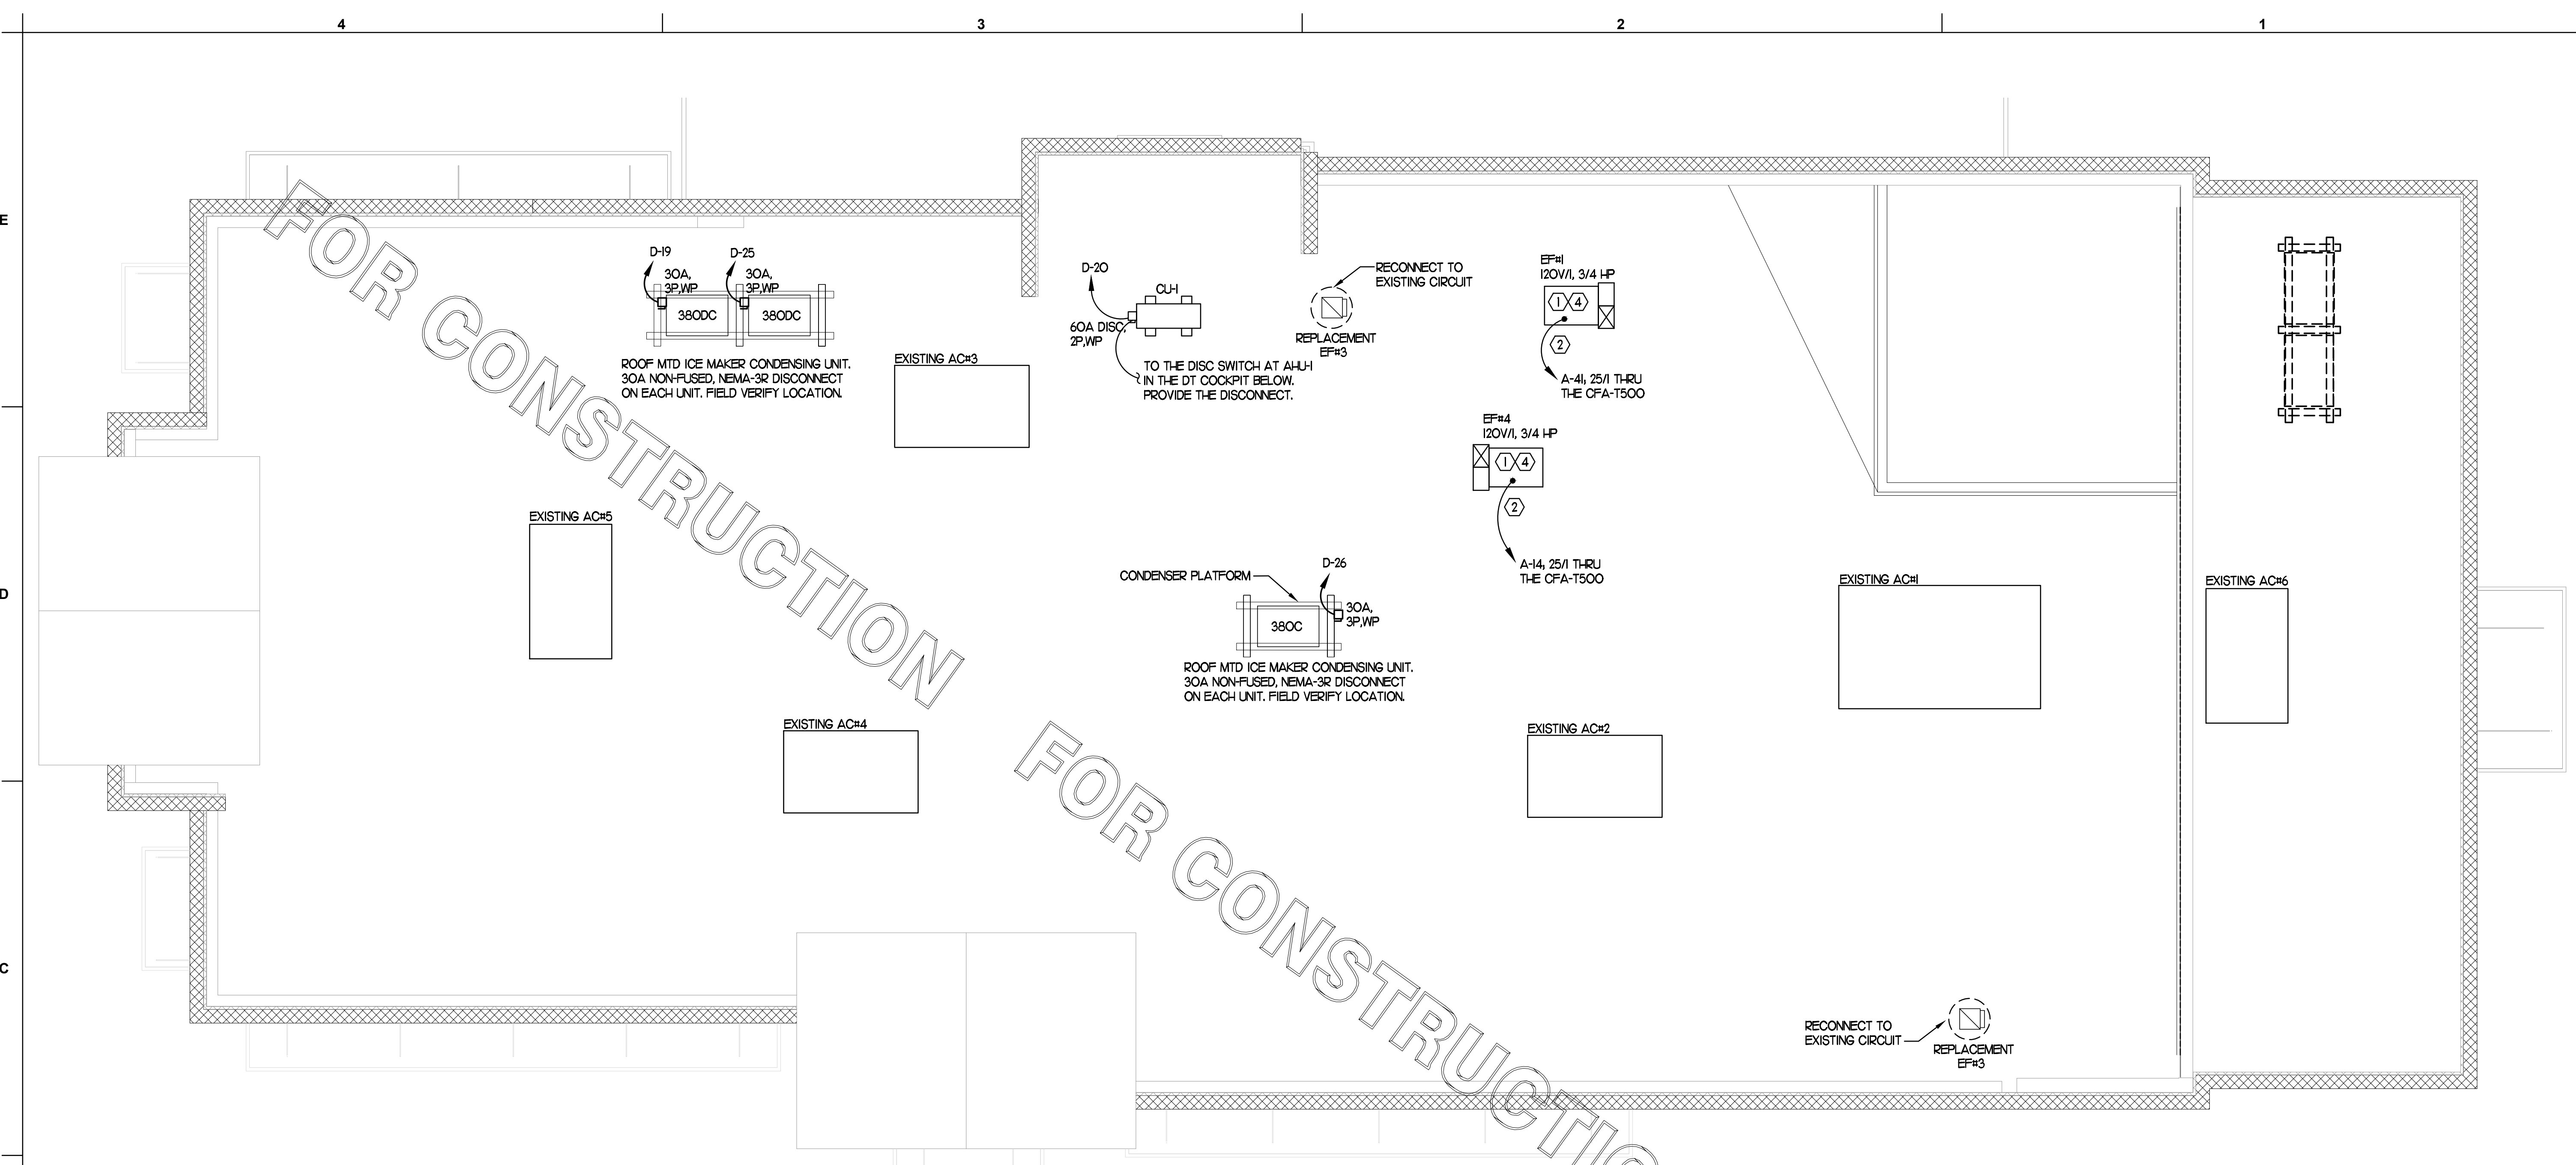 4
3
2
1
E
D
C
FOR CONSTRUCTION
FOR CONSTRUCTION
D-19
30A,
3P,WP
D-25
30A,
3P,WP
380DC
380DC
ROOF MTD ICE MAKER CONDENSING UNIT.
30A NON-FUSED, NEMA-3R DISCONNECT
ON EACH UNIT. FIELD VERIFY LOCATION.
EXISTING AC#3
D-20
CU-1
60A DISC,
2P,WP
TO THE DISC SWITCH AT AHU-1
IN THE DT COCKPIT BELOW.
PROVIDE THE DISCONNECT.
RECONNECT TO
EXISTING CIRCUIT
REPLACEMENT
EF#3
EF#1
120V/1, 3/4 HP
1 4
2
A-41, 25/1 THRU
THE CFA-T500
EF#4
120V/1, 3/4 HP
1 4
2
A-14, 25/1 THRU
THE CFA-T500
EXISTING AC#5
CONDENSER PLATFORM
D-26
30A,
3P,WP
380C
ROOF MTD ICE MAKER CONDENSING UNIT.
30A NON-FUSED, NEMA-3R DISCONNECT
ON EACH UNIT. FIELD VERIFY LOCATION.
EXISTING AC#1
EXISTING AC#6
EXISTING AC#4
EXISTING AC#2
RECONNECT TO
EXISTING CIRCUIT
REPLACEMENT
EF#3